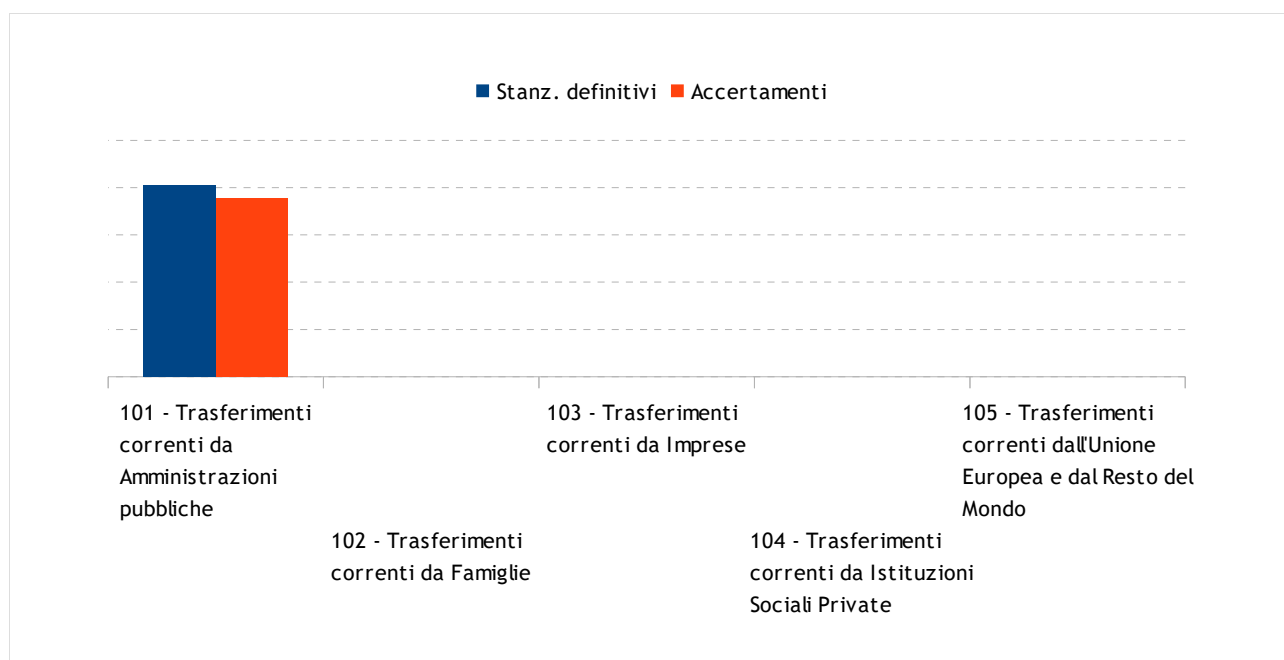 Stanz. definitivi Accertamenti
101 - Trasferimenti
correnti da
Amministrazioni
pubbliche
102 - Trasferimenti
correnti da Famiglie
103 - Trasferimenti
correnti da Imprese
104 - Trasferimenti
correnti da Istituzioni
Sociali Private
105 - Trasferimenti
correnti dall'Unione
Europea e dal Resto del
Mondo